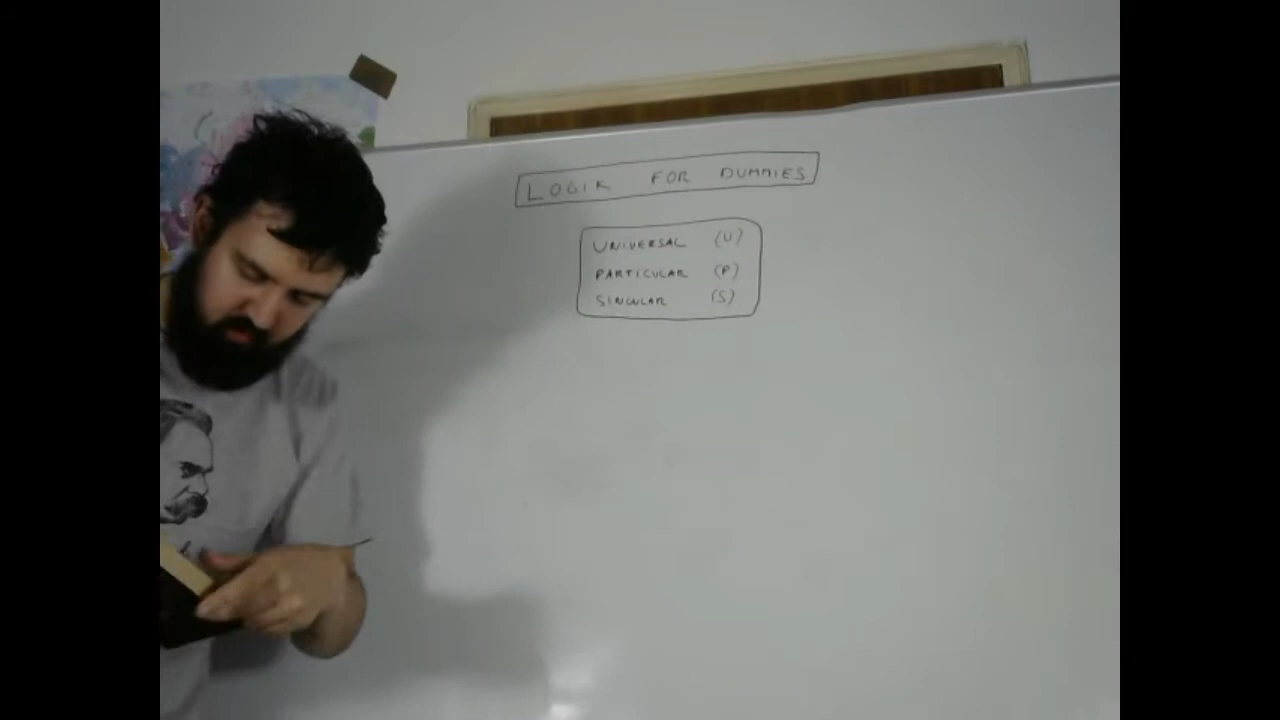 LOGIK FOR DUMMIES
UNIVERSAL (U)
PARTICULAR (P)
SINGULAR (S)